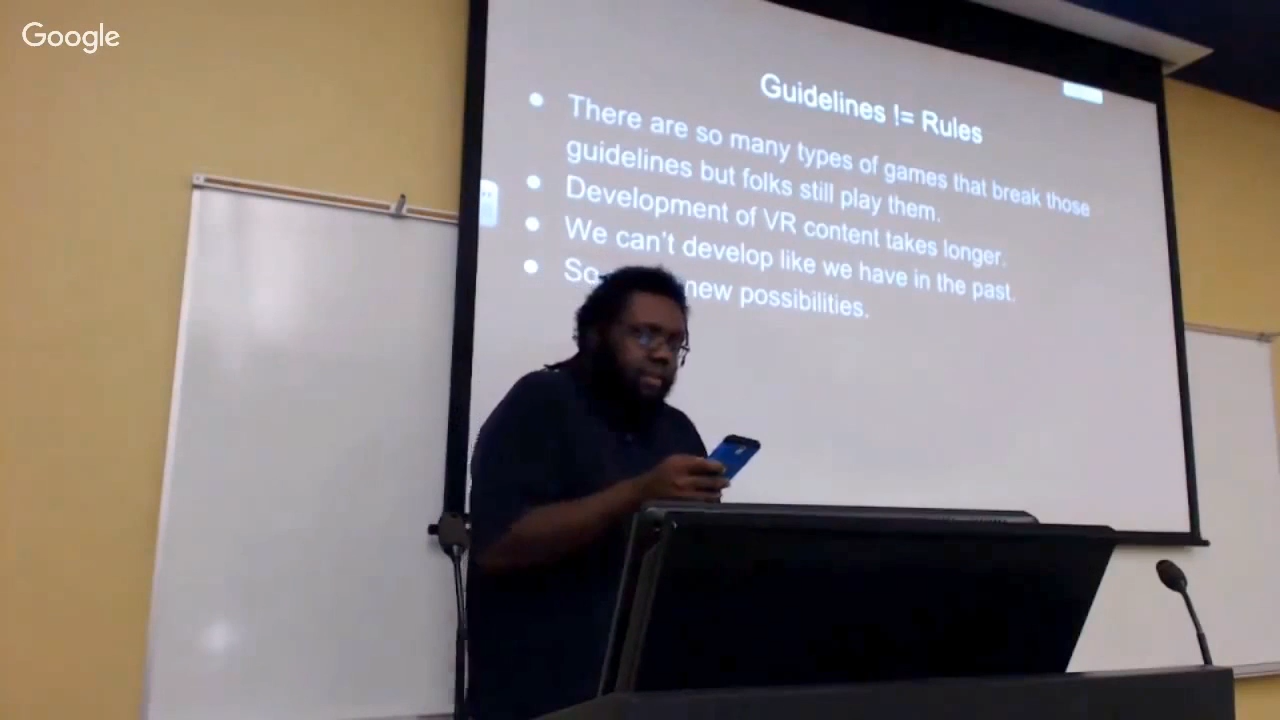 Google
Guidelines != Rules
There are so many types of games that break those
guidelines but folks still play them.
Development of VR content takes longer.
We can't develop like we have in the past.
So new possibilities.